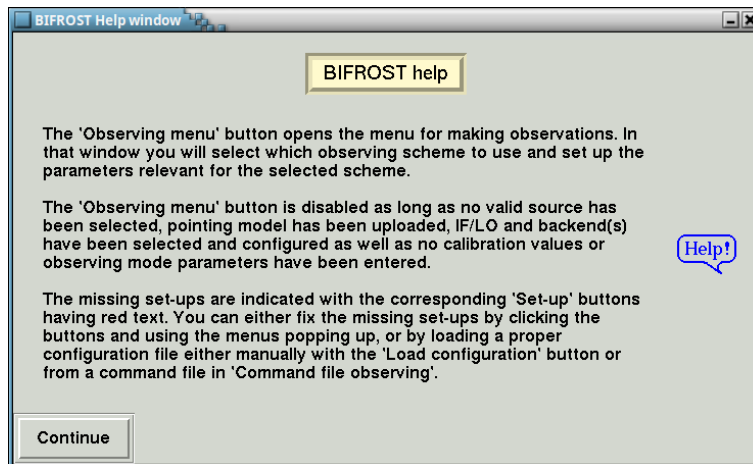 BIFROST Help window
BIFROST help
The 'Observing menu' button opens the menu for making observations. In
that window you will select which observing scheme to use and set up the
parameters relevant for the selected scheme.
The 'Observing menu' button is disabled as long as no valid source has
been selected, pointing model has been uploaded, IF/LO and backend(s)
have been selected and configured as well as no calibration values or
observing mode parameters have been entered.
Help!
The missing set-ups are indicated with the corresponding 'Set-up' buttons
having red text. You can either fix the missing set-ups by clicking the
buttons and using the menus popping up, or by loading a proper
configuration file either manually with the 'Load configuration' button or
from a command file in 'Command file observing'.
Continue